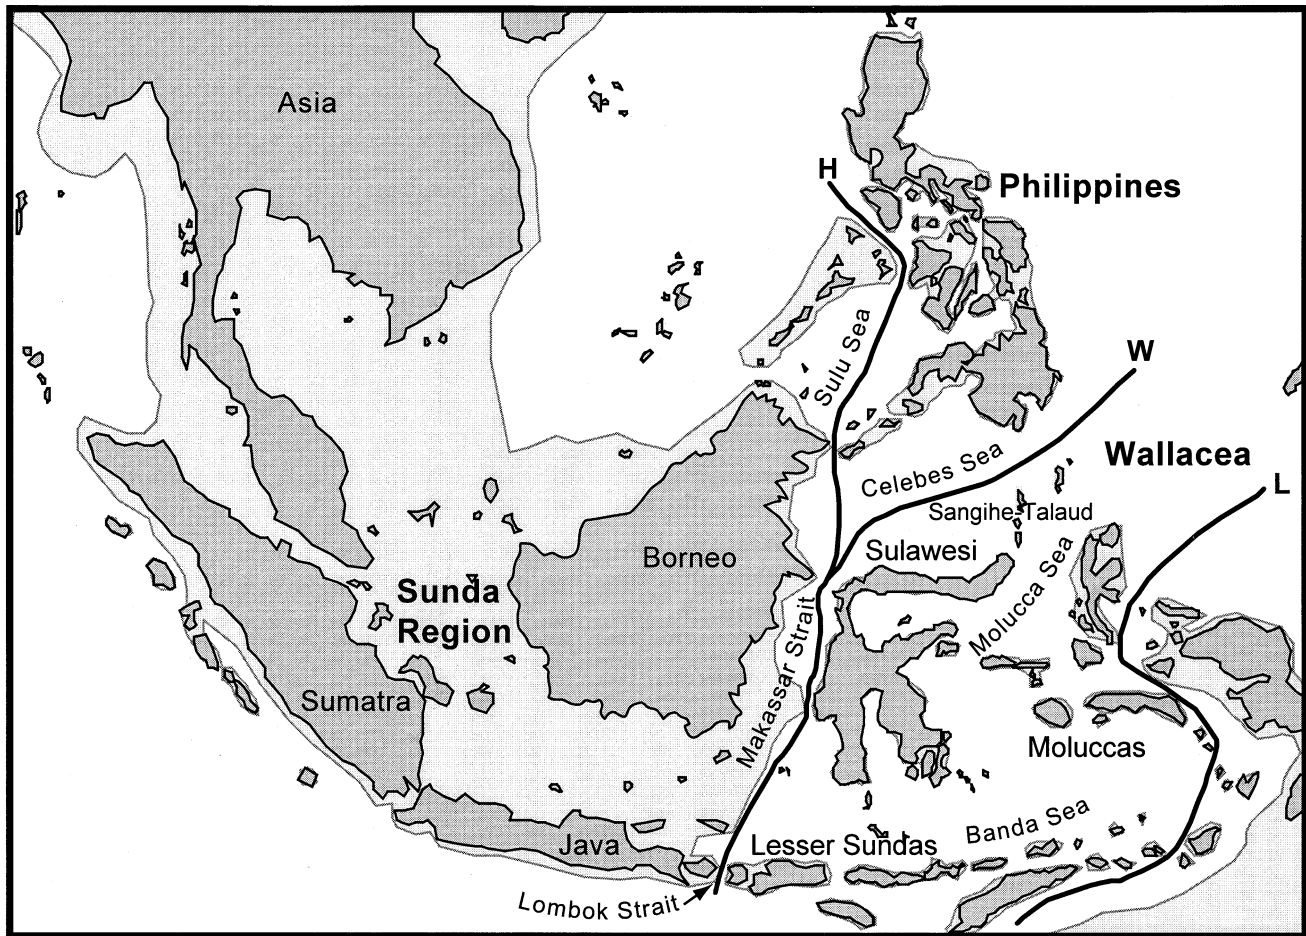 Asia
H
Philippines
Sulu Sea
W
Wallacea
Celebes Sea
L
Sangihe-Talaud
Sulawesi
Borneo
Molucca Sea
Sunda
Region
Makassar Strait
Sumatra
Moluccas
Banda Sea
Java
Lesser Sundas
Lombok Strait